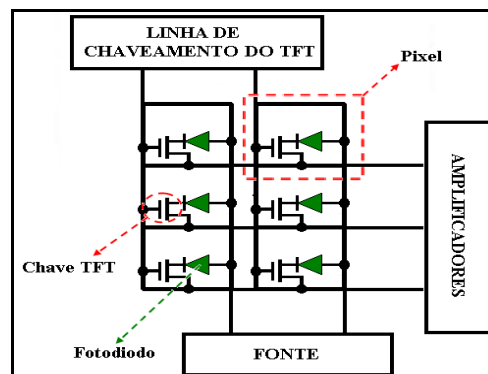 LINHA DE
CHAVEAMENTO DO TFT
Pixel
AMPLIFICADORES
Chave TFT
Fotodiodo
FONTE